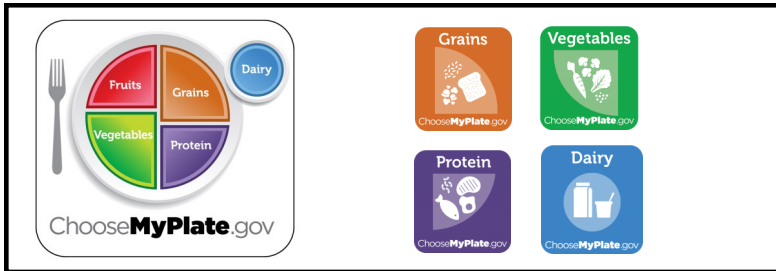 Fruits
Grains
Dairy
Vegetables
Protein
ChooseMyPlate.gov
Grains
ChooseMyPlate.gov
Vegetables
ChooseMyPlate.gov
Protein
ChooseMyPlate.gov
Dairy
ChooseMyPlate.gov